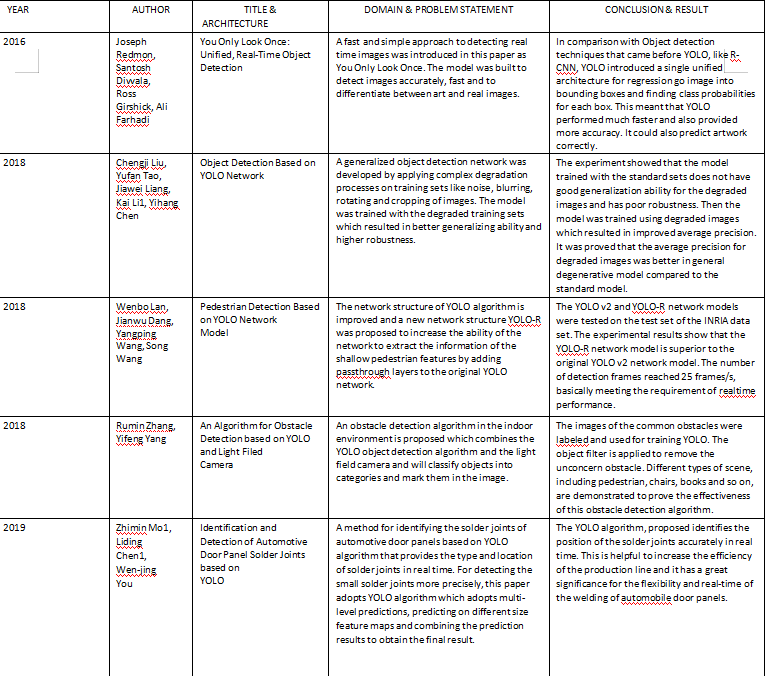 YEAR
AUTHOR
TITLE &
ARCHITECTURE
DOMAIN & PROBLEM STATEMENT
CONCLUSION & RESULT
2016
Joseph
Redmon,
Santosh
Diwala,
Ross
Girshick, Ali
Farhadi
You Only Look Once:
Unified, Real-Time Object
Detection
A fast and simple approach to detecting real
time images was introduced in this paper as
You Only Look Once. The model was built to
detect images accurately, fast and to
differentiate between art and real images.
In comparison with Object detection
techniques that came before YOLO, like R-
CNN, YOLO introduced a single unified
architecture for regression go image into
bounding boxes and finding class probabilities
for each box. This meant that YOLO
performed much faster and also provided
more accuracy. It could also predict artwork
correctly.
2018
Chengji Liu,
Yufan Tao,
Jiawei Liang,
Kai Li1, Yihang
Chen
Object Detection Based on
YOLO Network
A generalized object detection network was
developed by applying complex degradation
processes on training sets like noise, blurring,
rotating and cropping of images. The model
was trained with the degraded training sets
which resulted in better generalizing ability and
higher robustness.
The experiment showed that the model
trained with the standard sets does not have
good generalization ability for the degraded
images and has poor robustness. Then the
model was trained using degraded images
which resulted in improved average precision.
It was proved that the average precision for
degraded images was better in general
degenerative model compared to the
standard model.
2018
Wenbo Lan,
Jianwu Dang,
Yangping
Wang, Song
Wang
Pedestrian Detection Based
on YOLO Network
Model
The network structure of YOLO algorithm is
improved and a new network structure YOLO-R
was proposed to increase the ability of the
network to extract the information of the
shallow pedestrian features by adding
passthrough layers to the original YOLO
network.
The YOLO v2 and YOLO-R network models
were tested on the test set of the INRIA data
set. The experimental results show that the
YOLO-R network model is superior to the
original YOLO v2 network model. The number
of detection frames reached 25 frames/s,
basically meeting the requirement of realtime
performance.
2018
Rumin Zhang,
Yifeng Yang
An Algorithm for Obstacle
Detection based on YOLO
and Light Filed
Camera
An obstacle detection algorithm in the indoor
environment is proposed which combines the
YOLO object detection algorithm and the light
field camera and will classify objects into
categories and mark them in the image.
The images of the common obstacles were
labeled and used for training YOLO. The
object filter is applied to remove the
unconcern obstacle. Different types of scene,
including pedestrian, chairs, books and so on,
are demonstrated to prove the effectiveness
of this obstacle detection algorithm.
2019
Zhimin Mo1,
Liding
Chen1,
Wen-jing
You
Identification and
Detection of Automotive
Door Panel Solder Joints
based on
YOLO
A method for identifying the solder joints of
automotive door panels based on YOLO
algorithm that provides the type and location
of solder joints in real time. For detecting the
small solder joints more precisely, this paper
adopts YOLO algorithm which adopts multi-
level predictions, predicting on different size
feature maps and combining the prediction
results to obtain the final result.
The YOLO algorithm, proposed identifies the
position of the solder joints accurately in real
time. This is helpful to increase the efficiency
of the production line and it has a great
significance for the flexibility and real-time of
the welding of automobile door panels.